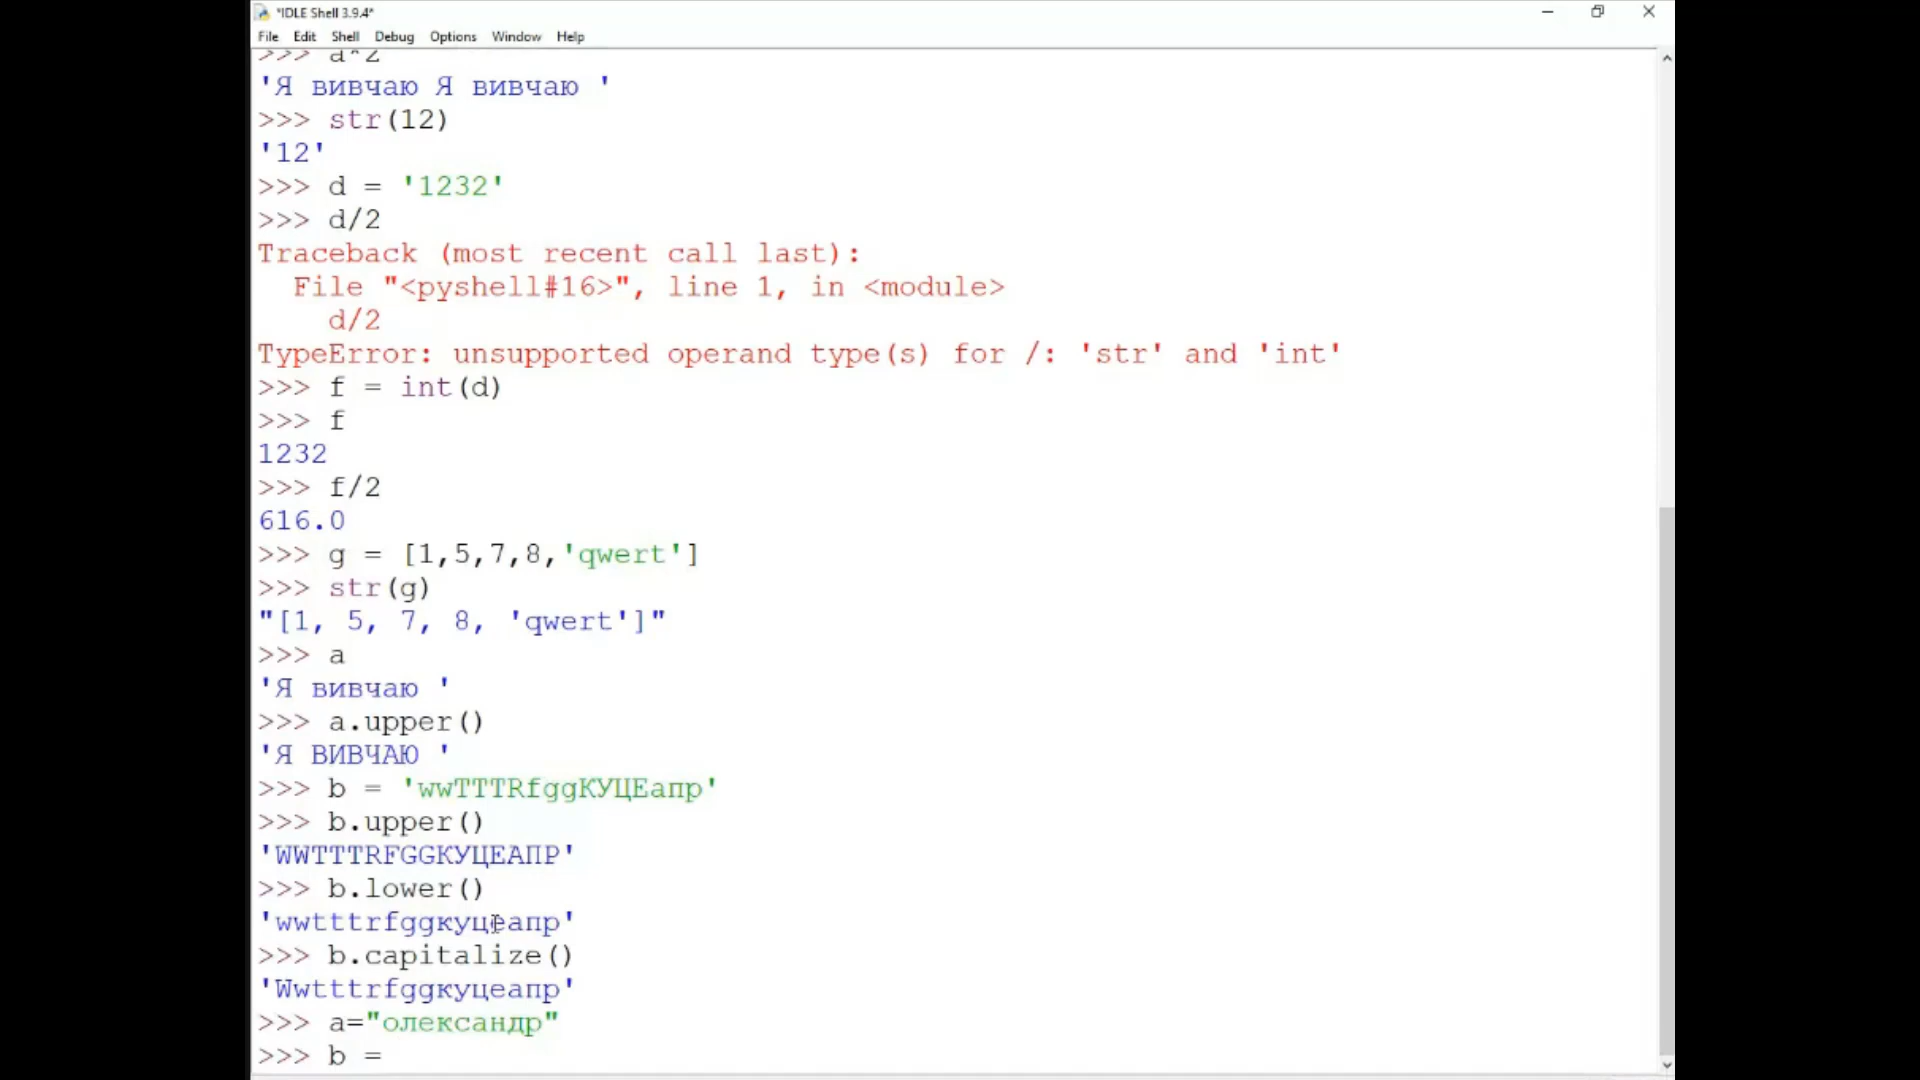 *IDLE Shell 3.9.4*
File Edit Shell Debug Options Window Help
>>> a*2
'Я вивчаю Я вивчаю '
>>> str(12)
'12'
>>> d = '1232'
>>> d/2
Traceback (most recent call last):
  File "<pyshell#16>", line 1, in <module>
    d/2
TypeError: unsupported operand type(s) for /: 'str' and 'int'
>>> f = int(d)
>>> f
1232
>>> f/2
616.0
>>> g = [1,5,7,8,'qwert']
>>> str(g)
"[1, 5, 7, 8, 'qwert']"
>>> a
'Я вивчаю '
>>> a.upper()
'Я ВИВЧАЮ '
>>> b = 'wwTTTRfggКУЦЕапр'
>>> b.upper()
'WWTTTRFGGКУЦЕАПР'
>>> b.lower()
'wwtttrfggкуцеапр'
>>> b.capitalize()
'Wwtttrfggкуцеапр'
>>> a="олександр"
>>> b =